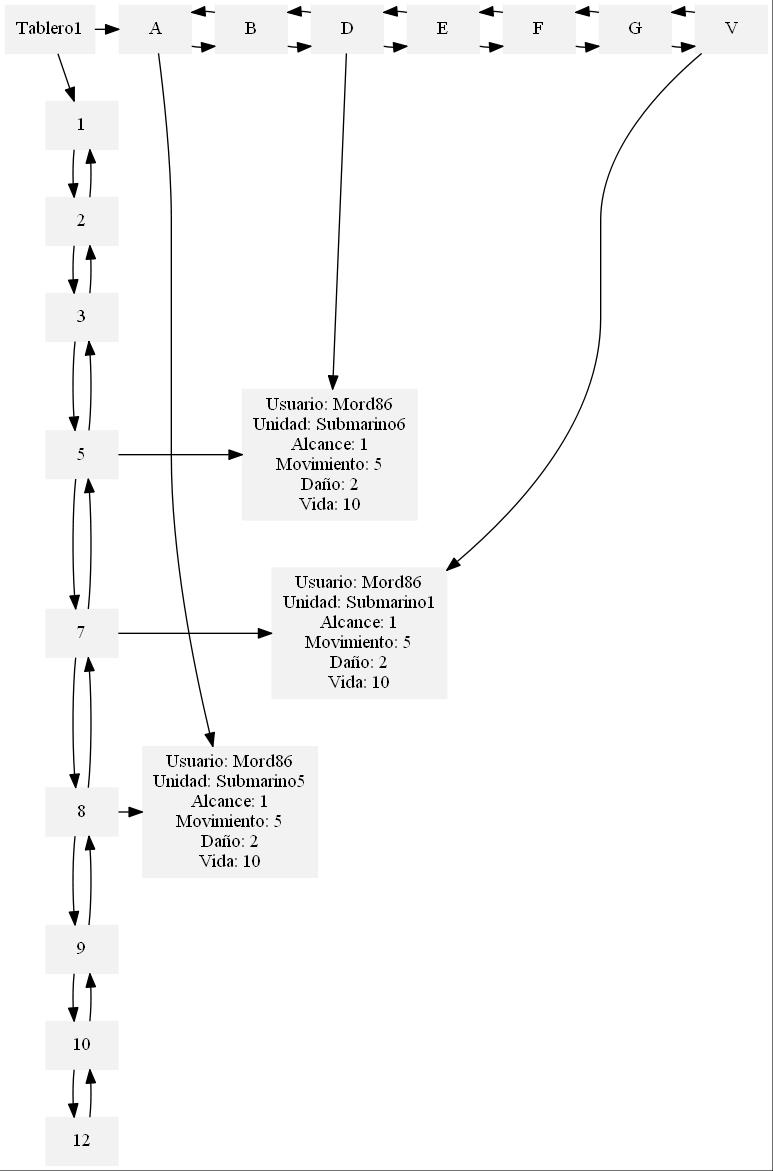 Tablero1
A
B
D
E
F
G
V
1
2
3
5
Usuario: Mord86
Unidad: Submarino6
Alcance: 1
Movimiento: 5
Daño: 2
Vida: 10
7
Usuario: Mord86
Unidad: Submarino1
Alcance: 1
Movimiento: 5
Daño: 2
Vida: 10
8
Usuario: Mord86
Unidad: Submarino5
Alcance: 1
Movimiento: 5
Daño: 2
Vida: 10
9
10
12